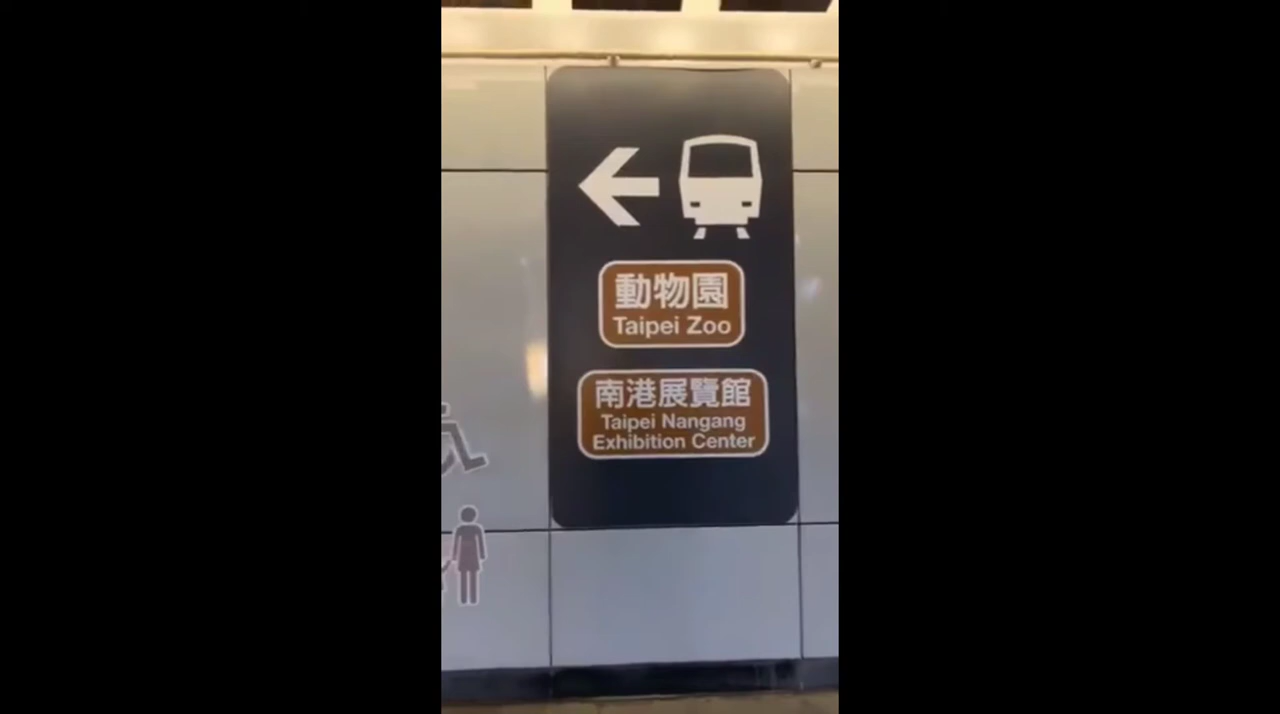 動物園
Taipei Zoo
南港展覽館
Taipei Nangang
Exhibition Center